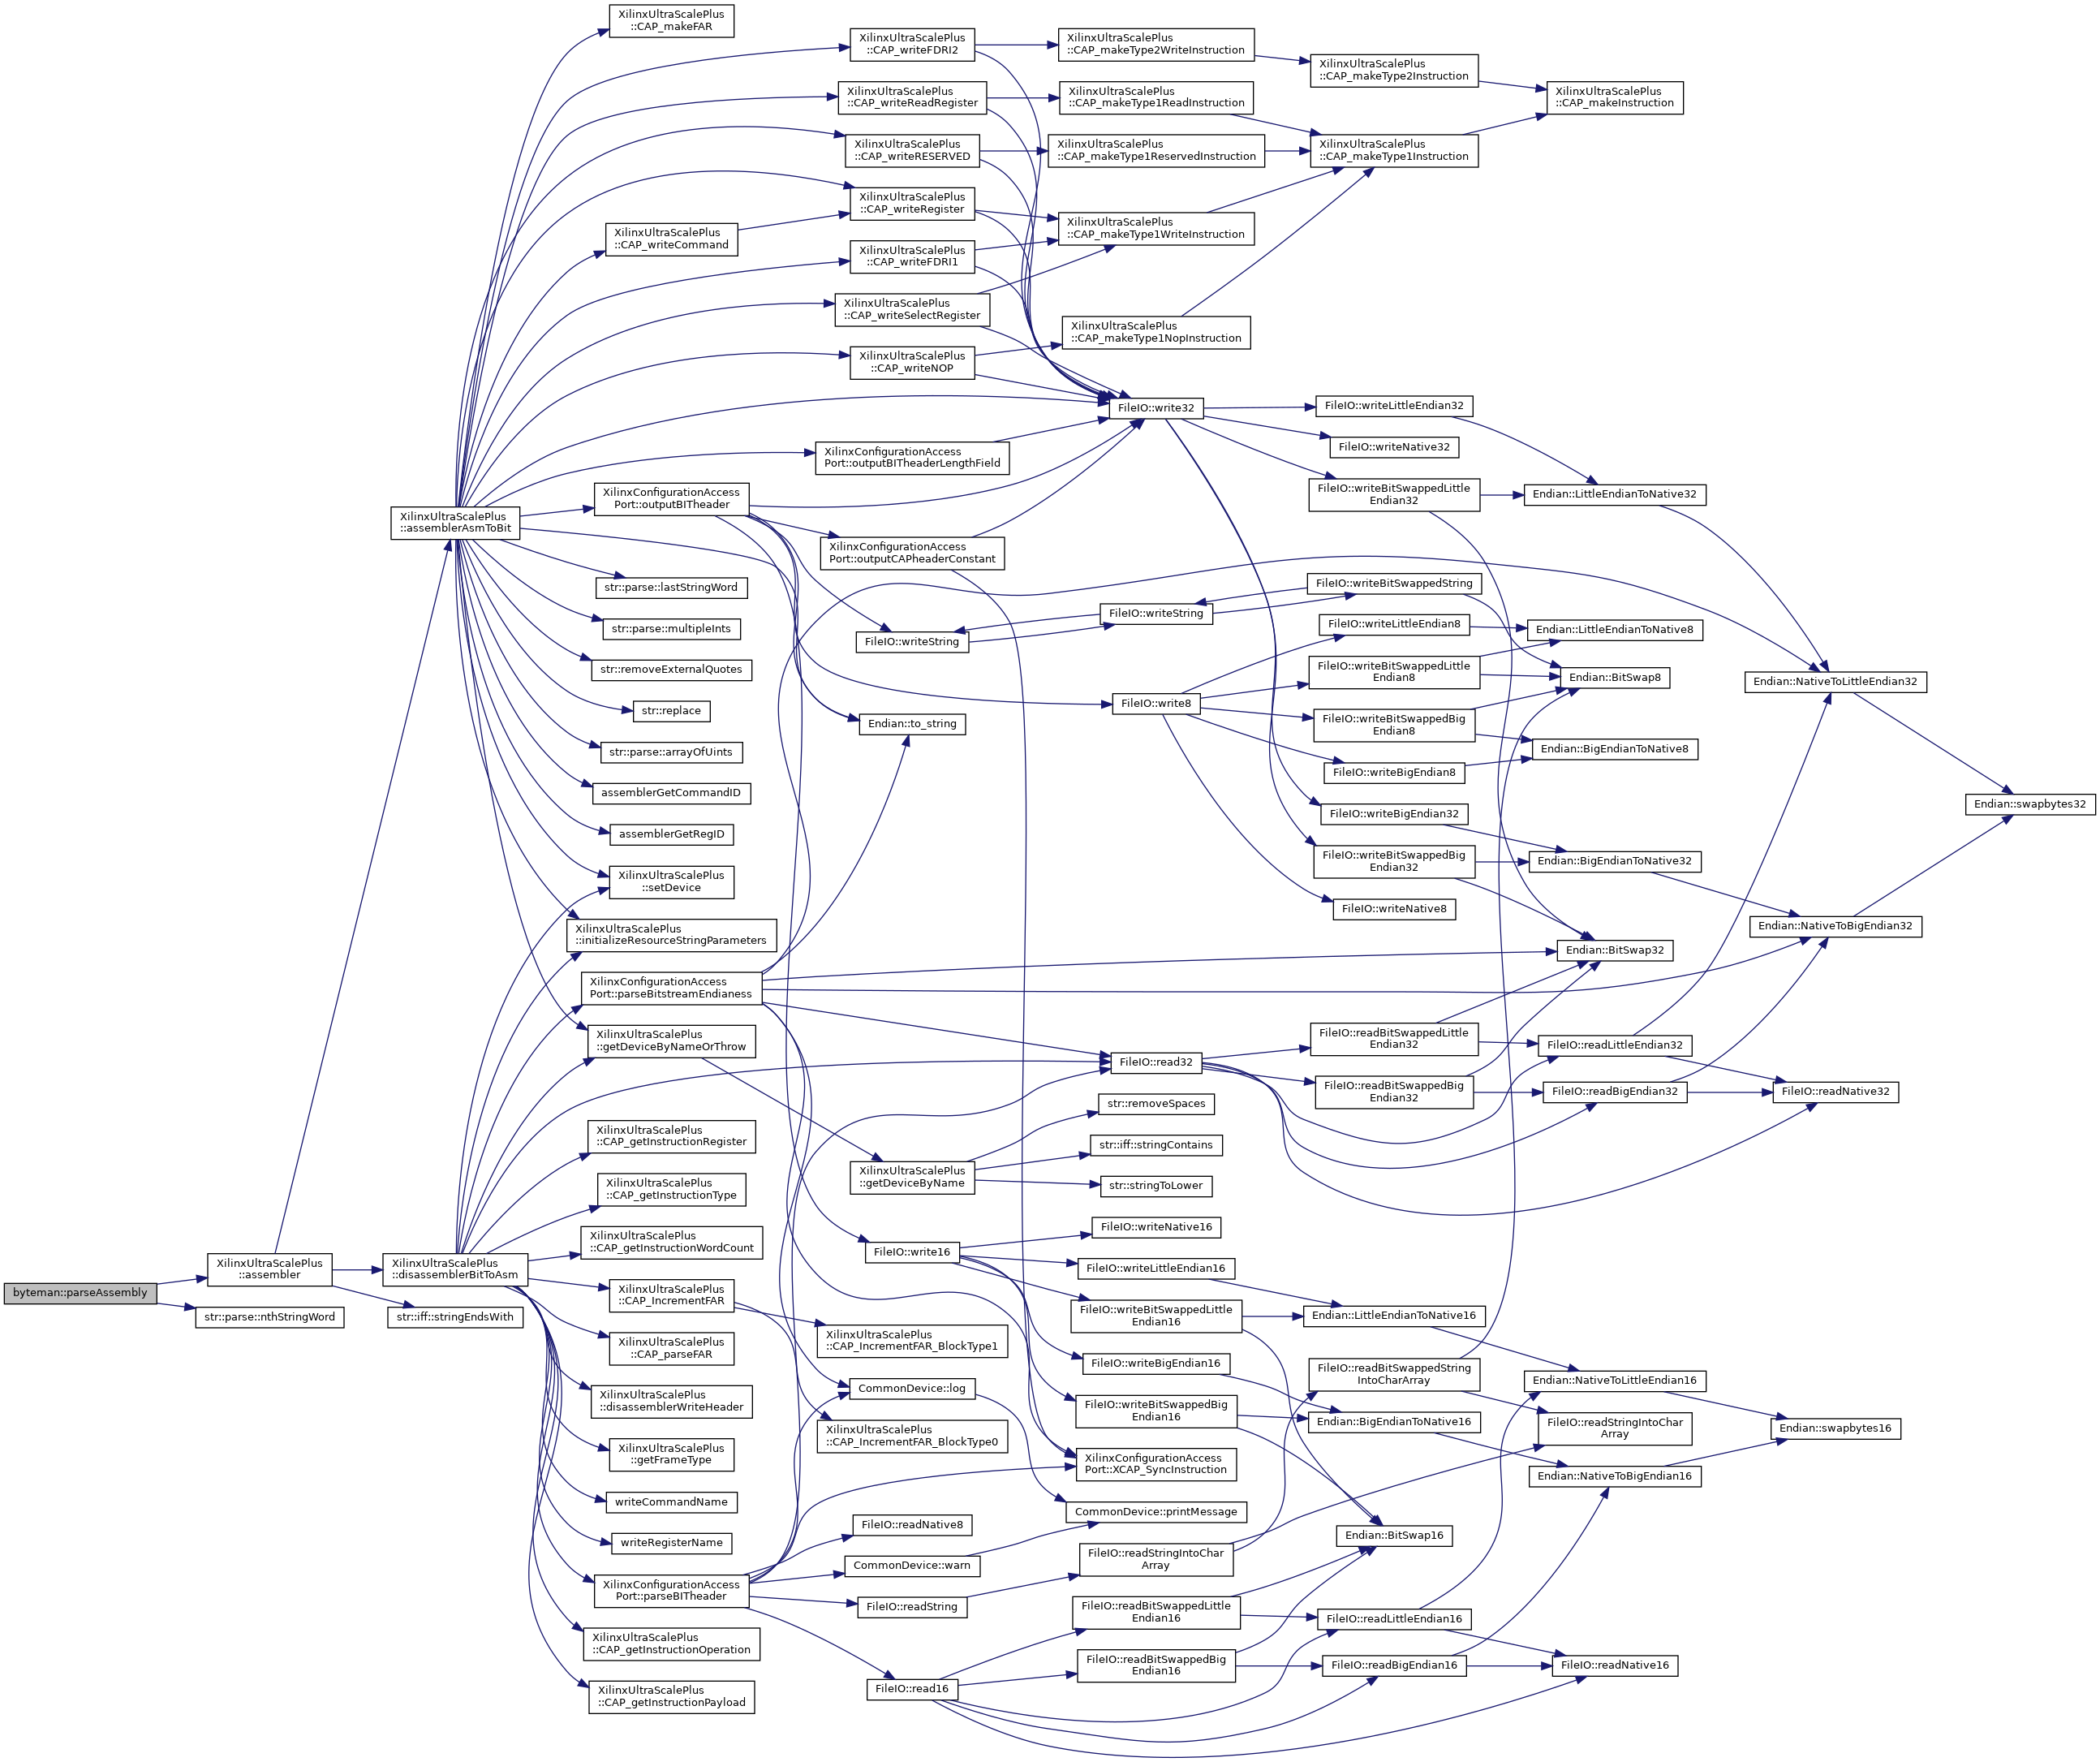 byteman::parseAssembly
XilinxUltraScalePlus
::assembler
str::parse::nthStringWord
XilinxUltraScalePlus
::assemblerAsmToBit
XilinxUltraScalePlus
::disassemblerBitToAsm
str::iff::stringEndsWith
XilinxUltraScalePlus
::CAP_makeFAR
XilinxUltraScalePlus
::CAP_writeCommand
XilinxConfigurationAccess
Port::outputBITheader
str::parse::lastStringWord
str::parse::multipleInts
str::removeExternalQuotes
str::replace
str::parse::arrayOfUints
assemblerGetCommandID
assemblerGetRegID
XilinxUltraScalePlus
::setDevice
XilinxUltraScalePlus
::initializeResourceStringParameters
XilinxConfigurationAccess
Port::parseBitstreamEndianess
XilinxUltraScalePlus
::getDeviceByNameOrThrow
XilinxUltraScalePlus
::CAP_getInstructionRegister
XilinxUltraScalePlus
::CAP_getInstructionType
XilinxUltraScalePlus
::CAP_getInstructionWordCount
XilinxUltraScalePlus
::CAP_IncrementFAR
XilinxUltraScalePlus
::CAP_parseFAR
XilinxUltraScalePlus
::disassemblerWriteHeader
XilinxUltraScalePlus
::getFrameType
writeCommandName
writeRegisterName
XilinxConfigurationAccess
Port::parseBITheader
XilinxUltraScalePlus
::CAP_getInstructionOperation
XilinxUltraScalePlus
::CAP_getInstructionPayload
XilinxUltraScalePlus
::CAP_writeFDRI2
XilinxUltraScalePlus
::CAP_writeReadRegister
XilinxUltraScalePlus
::CAP_writeRESERVED
XilinxUltraScalePlus
::CAP_writeRegister
XilinxUltraScalePlus
::CAP_writeFDRI1
XilinxUltraScalePlus
::CAP_writeSelectRegister
XilinxUltraScalePlus
::CAP_writeNOP
XilinxConfigurationAccess
Port::outputBITheaderLengthField
XilinxConfigurationAccess
Port::outputCAPheaderConstant
FileIO::writeString
Endian::to_string
XilinxUltraScalePlus
::getDeviceByName
FileIO::write16
XilinxUltraScalePlus
::CAP_IncrementFAR_BlockType1
CommonDevice::log
XilinxUltraScalePlus
::CAP_IncrementFAR_BlockType0
FileIO::readNative8
CommonDevice::warn
FileIO::readString
FileIO::read16
XilinxUltraScalePlus
::CAP_makeType2WriteInstruction
XilinxUltraScalePlus
::CAP_makeType1ReadInstruction
XilinxUltraScalePlus
::CAP_makeType1ReservedInstruction
XilinxUltraScalePlus
::CAP_makeType1WriteInstruction
XilinxUltraScalePlus
::CAP_makeType1NopInstruction
FileIO::write32
FileIO::writeString
FileIO::write8
FileIO::read32
str::removeSpaces
str::iff::stringContains
str::stringToLower
FileIO::writeNative16
FileIO::writeLittleEndian16
FileIO::writeBitSwappedLittle
Endian16
FileIO::writeBigEndian16
FileIO::writeBitSwappedBig
Endian16
XilinxConfigurationAccess
Port::XCAP_SyncInstruction
CommonDevice::printMessage
FileIO::readStringIntoChar
Array
FileIO::readBitSwappedLittle
Endian16
FileIO::readBitSwappedBig
Endian16
XilinxUltraScalePlus
::CAP_makeType2Instruction
XilinxUltraScalePlus
::CAP_makeType1Instruction
FileIO::writeLittleEndian32
FileIO::writeNative32
FileIO::writeBitSwappedLittle
Endian32
FileIO::writeBitSwappedString
FileIO::writeLittleEndian8
FileIO::writeBitSwappedLittle
Endian8
FileIO::writeBitSwappedBig
Endian8
FileIO::writeBigEndian8
FileIO::writeBigEndian32
FileIO::writeBitSwappedBig
Endian32
FileIO::writeNative8
FileIO::readBitSwappedLittle
Endian32
FileIO::readBitSwappedBig
Endian32
Endian::LittleEndianToNative16
FileIO::readBitSwappedString
IntoCharArray
Endian::BigEndianToNative16
Endian::BitSwap16
FileIO::readLittleEndian16
FileIO::readBigEndian16
XilinxUltraScalePlus
::CAP_makeInstruction
Endian::LittleEndianToNative32
Endian::LittleEndianToNative8
Endian::BitSwap8
Endian::BigEndianToNative8
Endian::BigEndianToNative32
Endian::BitSwap32
FileIO::readLittleEndian32
FileIO::readBigEndian32
Endian::NativeToLittleEndian16
FileIO::readStringIntoChar
Array
Endian::NativeToBigEndian16
FileIO::readNative16
Endian::NativeToLittleEndian32
Endian::NativeToBigEndian32
FileIO::readNative32
Endian::swapbytes16
Endian::swapbytes32